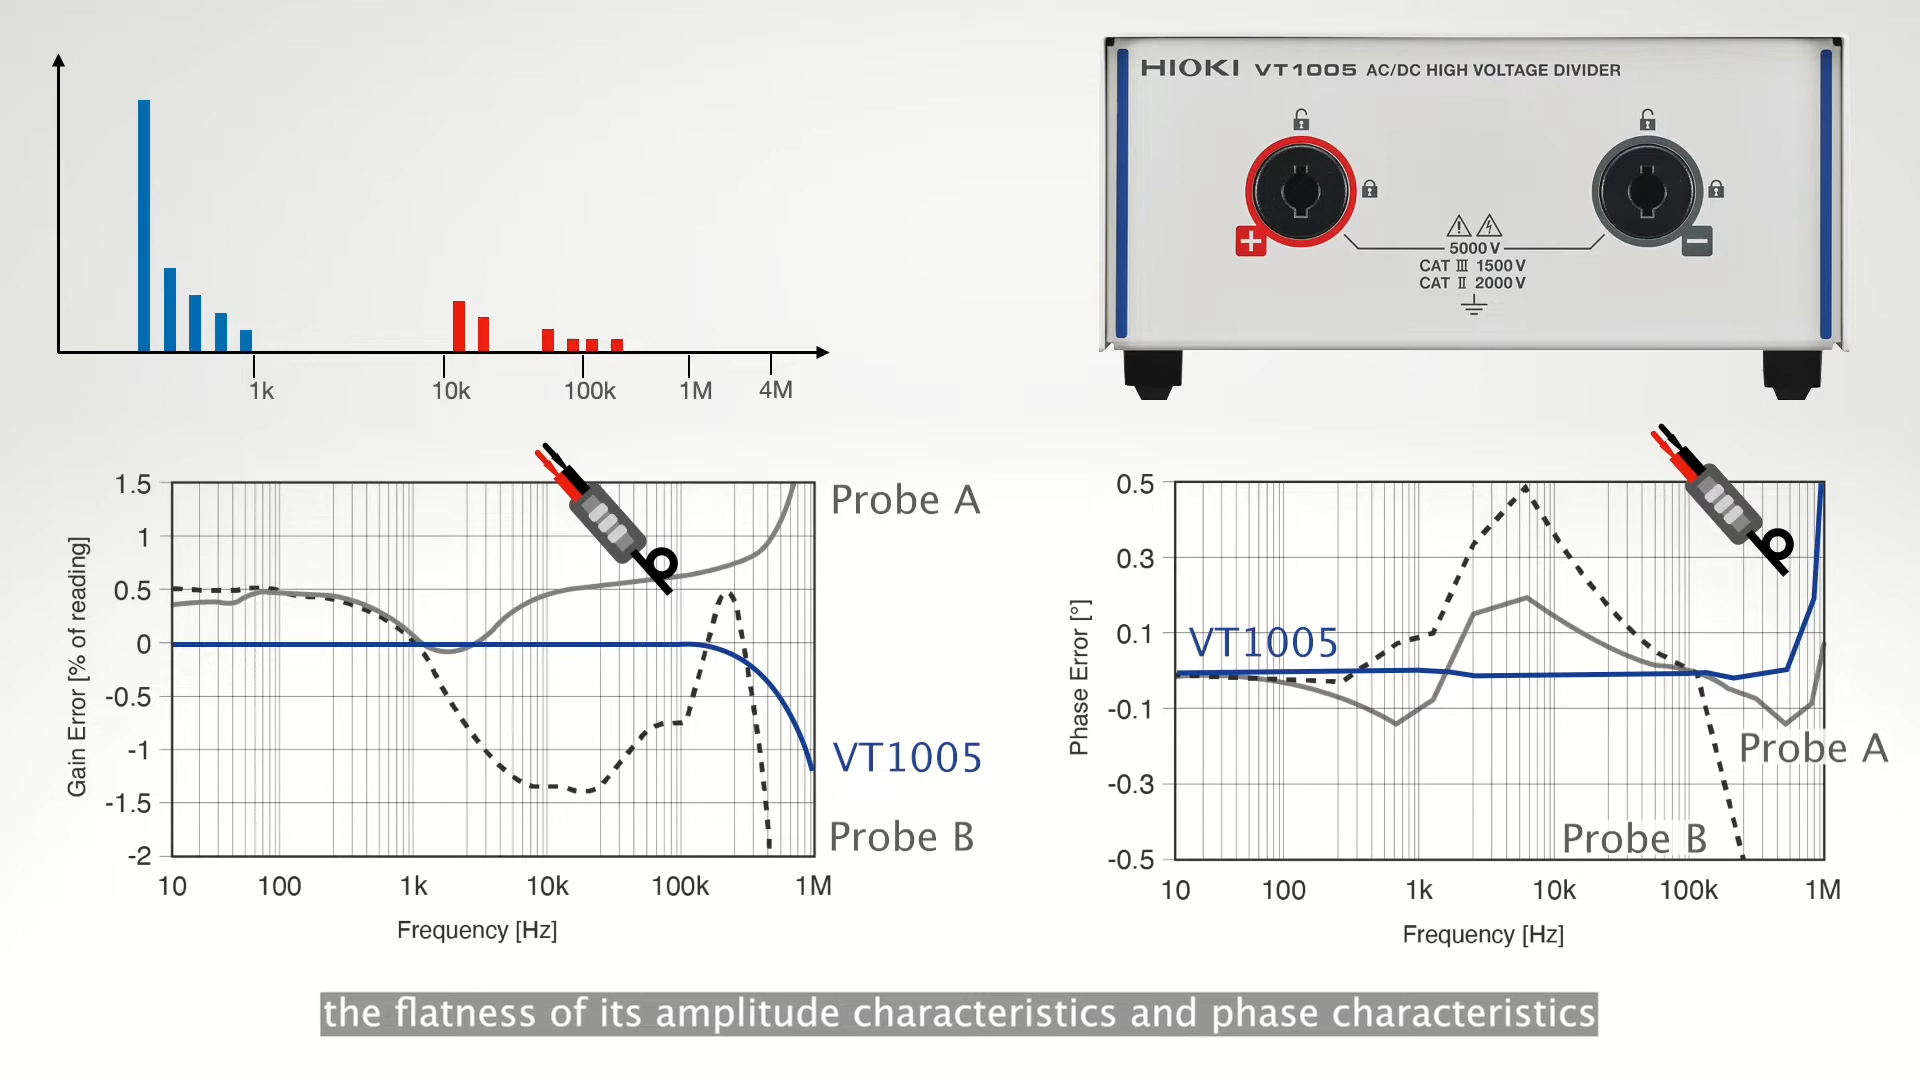 1k 10k 100k 1M 4M
HIOKI VT1005 AC/DC HIGH VOLTAGE DIVIDER
+
−
5000 V
CAT III 1500 V
CAT II 2000 V
1.5
1
0.5
0
-0.5
-1
-1.5
-2
Gain Error [% of reading]
Probe A
VT1005
Probe B
10 100 1k 10k 100k 1M
Frequency [Hz]
0.5
0.3
0.1
-0.1
-0.3
-0.5
Phase Error [°]
VT1005
Probe A
Probe B
10 100 1k 10k 100k 1M
Frequency [Hz]
the flatness of its amplitude characteristics and phase characteristics